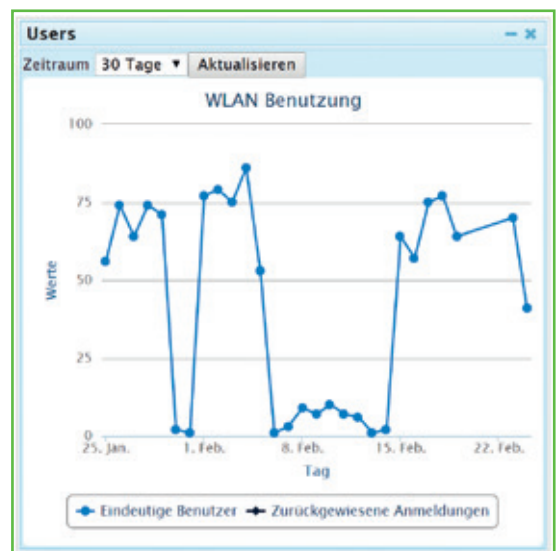 Users
Zeitraum 30 Tage Aktualisieren
WLAN Benutzung
100
75
50
25
0
Werte
25. Jan. 1. Feb. 8. Feb. 15. Feb. 22. Feb.
Tag
Eindeutige Benutzer Zurückgewiesene Anmeldungen